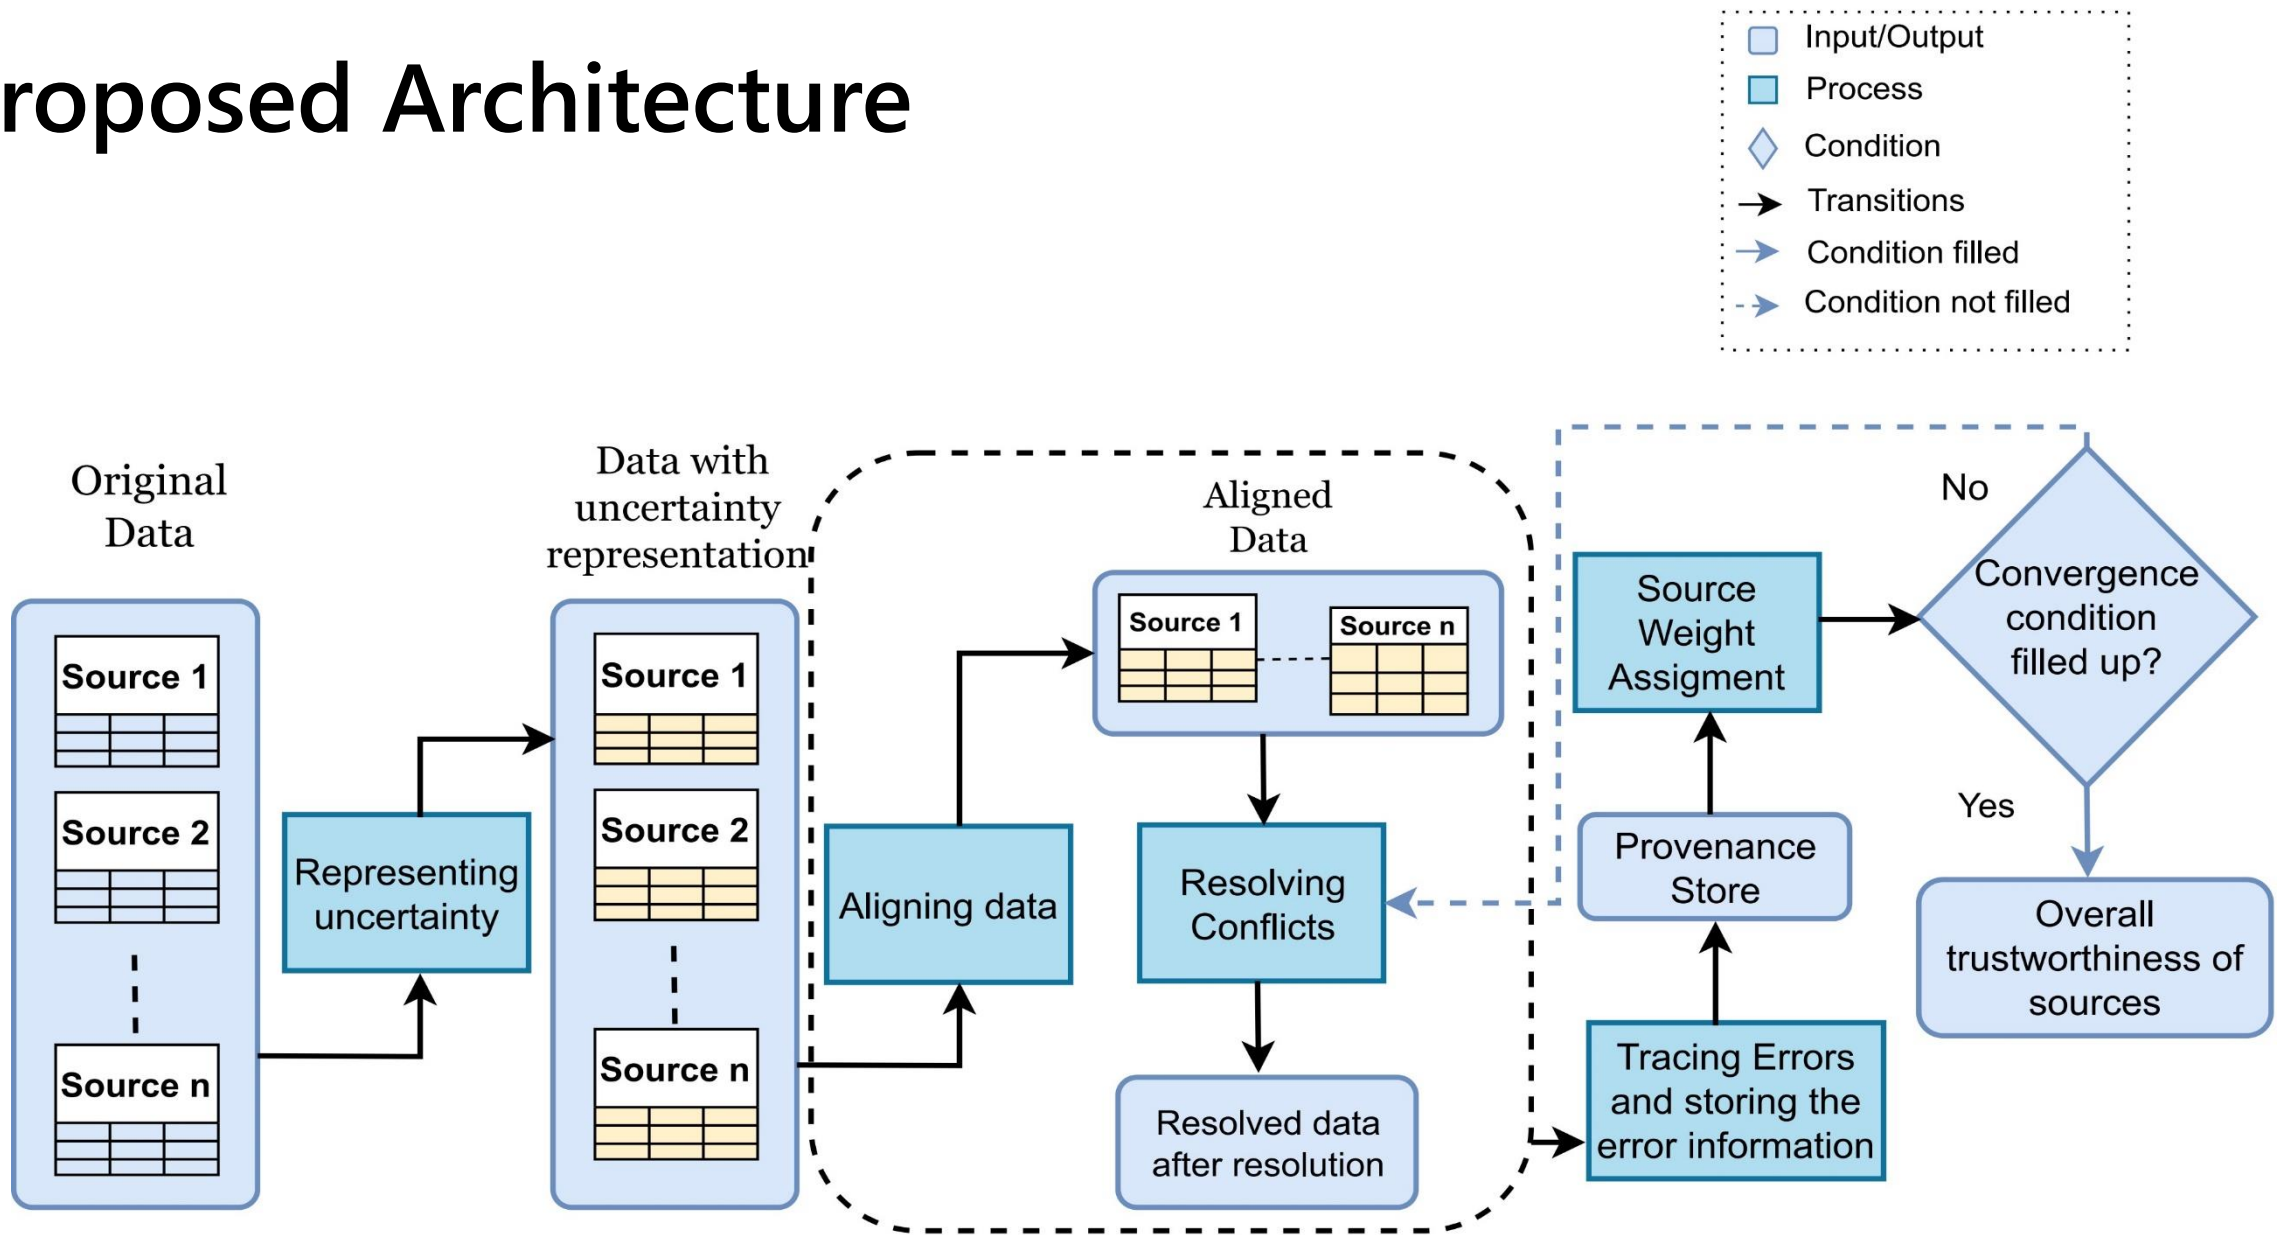 roposed Architecture
Input/Output
Process
Condition
Transitions
Condition filled
Condition not filled
Original
Data
Source 1
Source 2
Source n
Representing
uncertainty
Data with
uncertainty
representation
Source 1
Source 2
Source n
Aligning data
Aligned
Data
Source 1
Source n
Resolving
Conflicts
Resolved data
after resolution
Tracing Errors
and storing the
error information
Provenance
Store
Source
Weight
Assigment
No
Convergence
condition
filled up?
Yes
Overall
trustworthiness of
sources